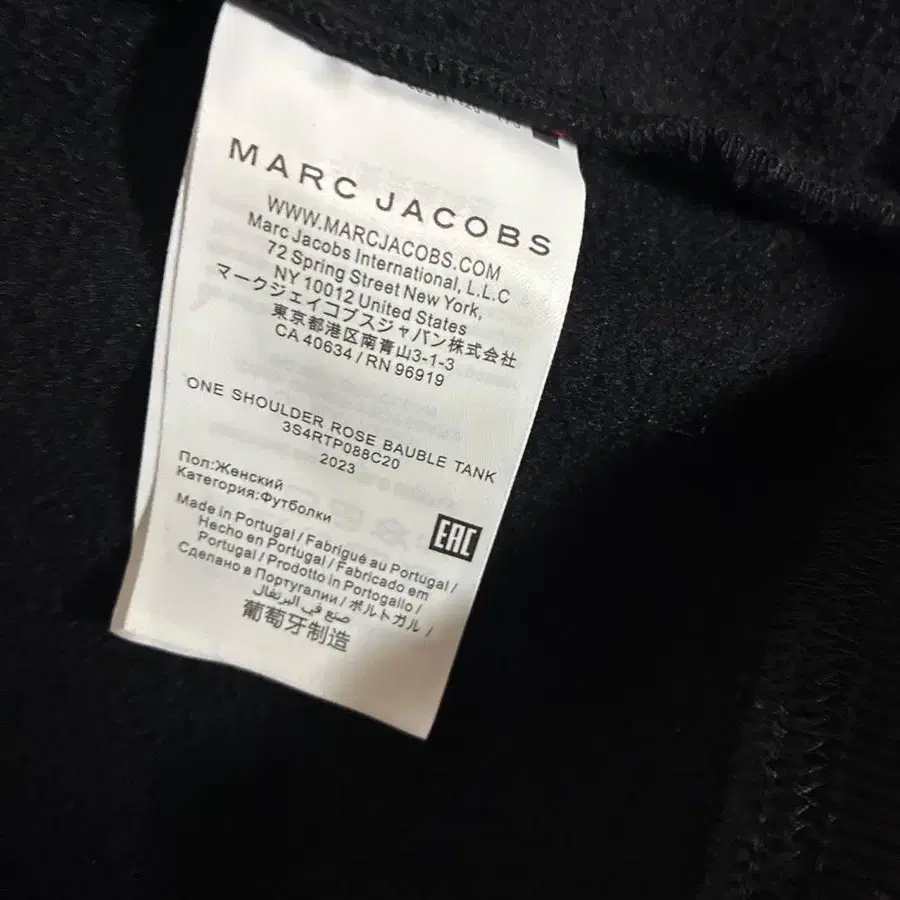 MARC JACOBS
WWW.MARCJACOBS.COM
Marc Jacobs International, L.L.C
72 Spring Street New York,
NY 10012 United States
マークジェイコブスジャパン株式会社
東京都港区南青山3-1-3
CA 40634 / RN 96919
ONE SHOULDER ROSE BAUBLE TANK
3S4RTP088C20
2023
Пол:Женский
Категория:Футболки
EAC
Made in Portugal / Fabrigué au Portugal /
Hecho en Portugal / Fabricado em
Portugal / Prodotto in Portogallo /
Сделано в Португалии / ポルトガル /
صنع في البرتغال
葡萄牙制造